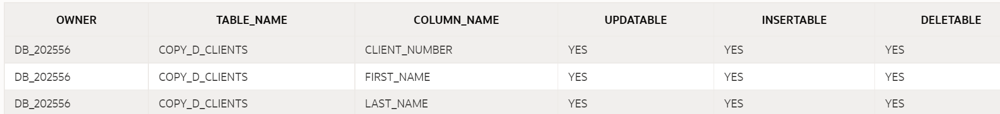 OWNER TABLE_NAME COLUMN_NAME UPDATABLE INSERTABLE DELETABLE
DB_202556 COPY_D_CLIENTS CLIENT_NUMBER YES YES YES
DB_202556 COPY_D_CLIENTS FIRST_NAME YES YES YES
DB_202556 COPY_D_CLIENTS LAST_NAME YES YES YES